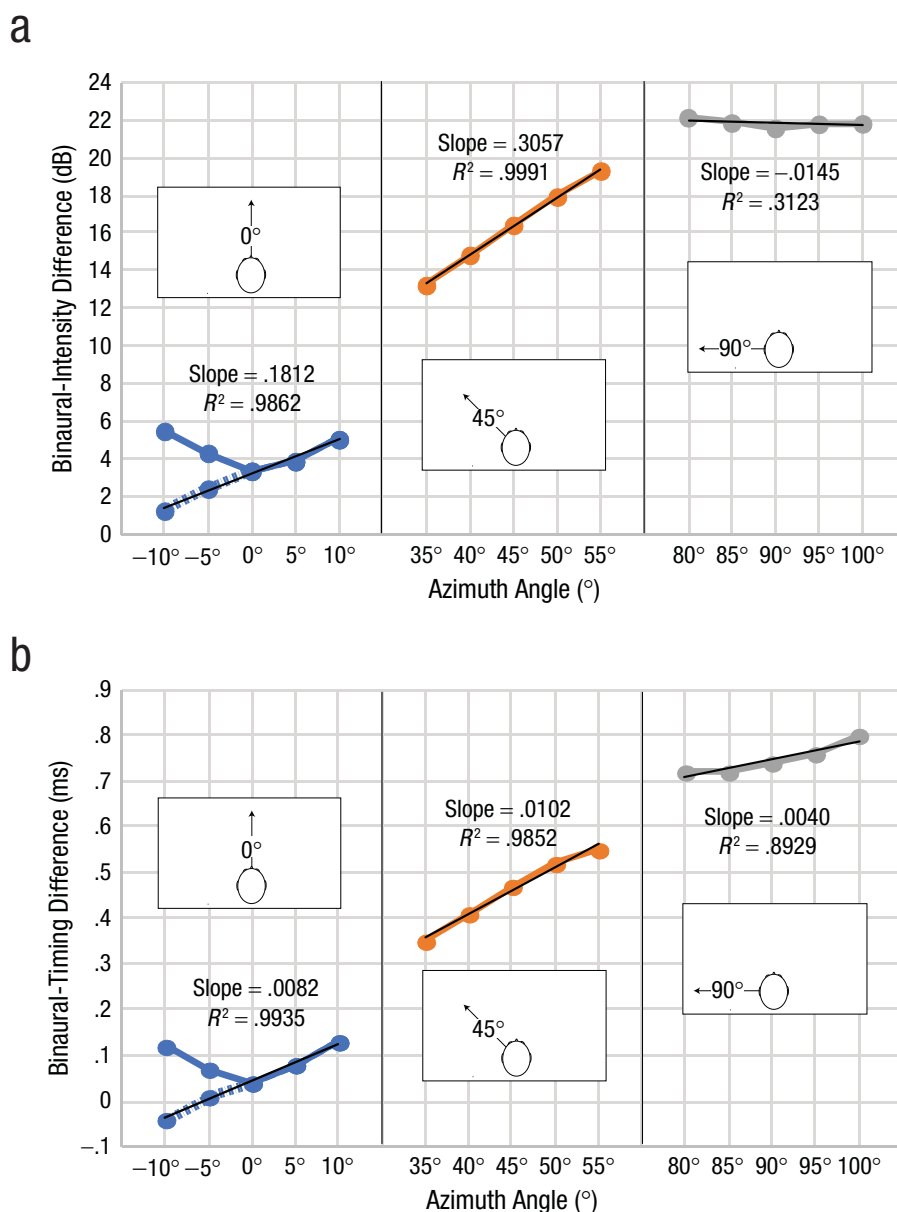 a
Binaural-Intensity Difference (dB)
24
22
20
18
16
14
12
10
8
6
4
2
0
0°
Slope = .1812
R² = .9862
Slope = .3057
R² = .9991
45°
Slope = −.0145
R² = .3123
90°
−10° −5° 0° 5° 10° 35° 40° 45° 50° 55° 80° 85° 90° 95° 100°
Azimuth Angle (°)
b
Binaural-Timing Difference (ms)
.9
.8
.7
.6
.5
.4
.3
.2
0.1
0
−.1
0°
Slope = .0082
R² = .9935
Slope = .0102
R² = .9852
45°
Slope = .0040
R² = .8929
90°
−10° −5° 0° 5° 10° 35° 40° 45° 50° 55° 80° 85° 90° 95° 100°
Azimuth Angle (°)